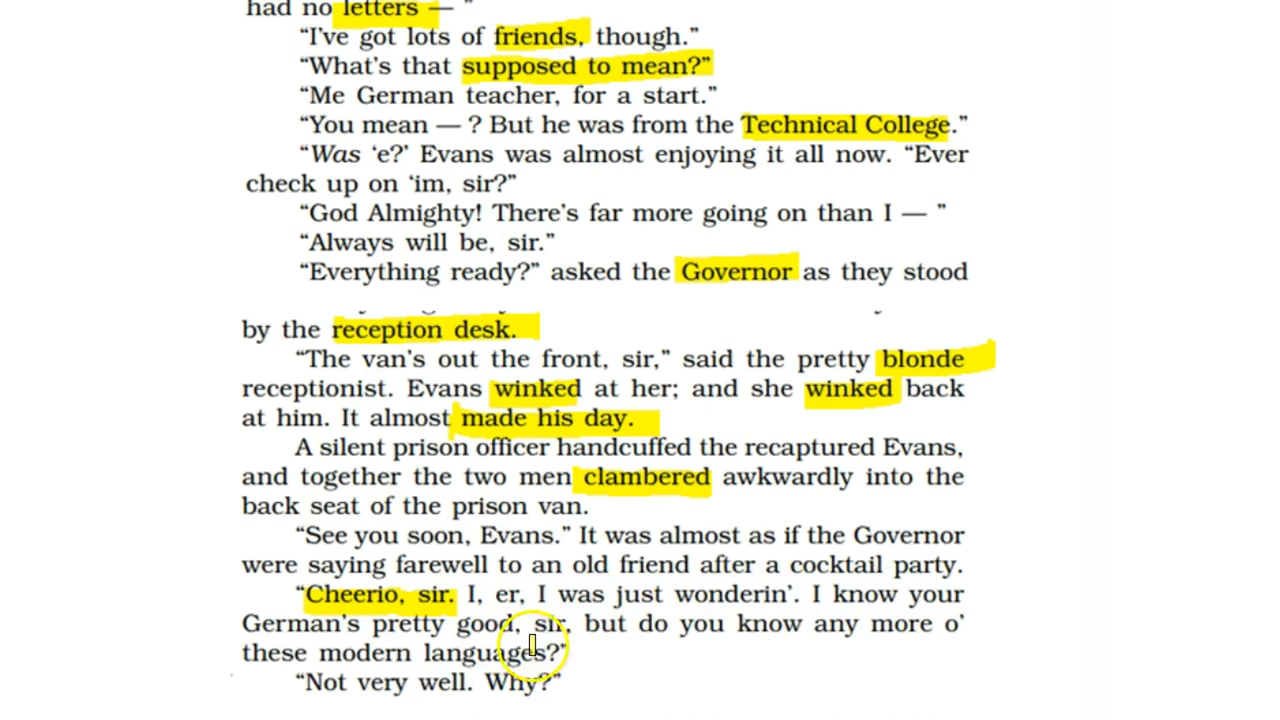 had no letters — ”
“I’ve got lots of friends, though.”
“What’s that supposed to mean?”
“Me German teacher, for a start.”
“You mean — ? But he was from the Technical College.”
“Was ‘e?’ Evans was almost enjoying it all now. “Ever
check up on ‘im, sir?”
“God Almighty! There’s far more going on than I — ”
“Always will be, sir.”
“Everything ready?” asked the Governor as they stood
by the reception desk.
“The van’s out the front, sir,” said the pretty blonde
receptionist. Evans winked at her; and she winked back
at him. It almost made his day.
A silent prison officer handcuffed the recaptured Evans,
and together the two men clambered awkwardly into the
back seat of the prison van.
“See you soon, Evans.” It was almost as if the Governor
were saying farewell to an old friend after a cocktail party.
“Cheerio, sir. I, er, I was just wonderin’. I know your
German’s pretty good, sir, but do you know any more o’
these modern languages?”
“Not very well. Why?”